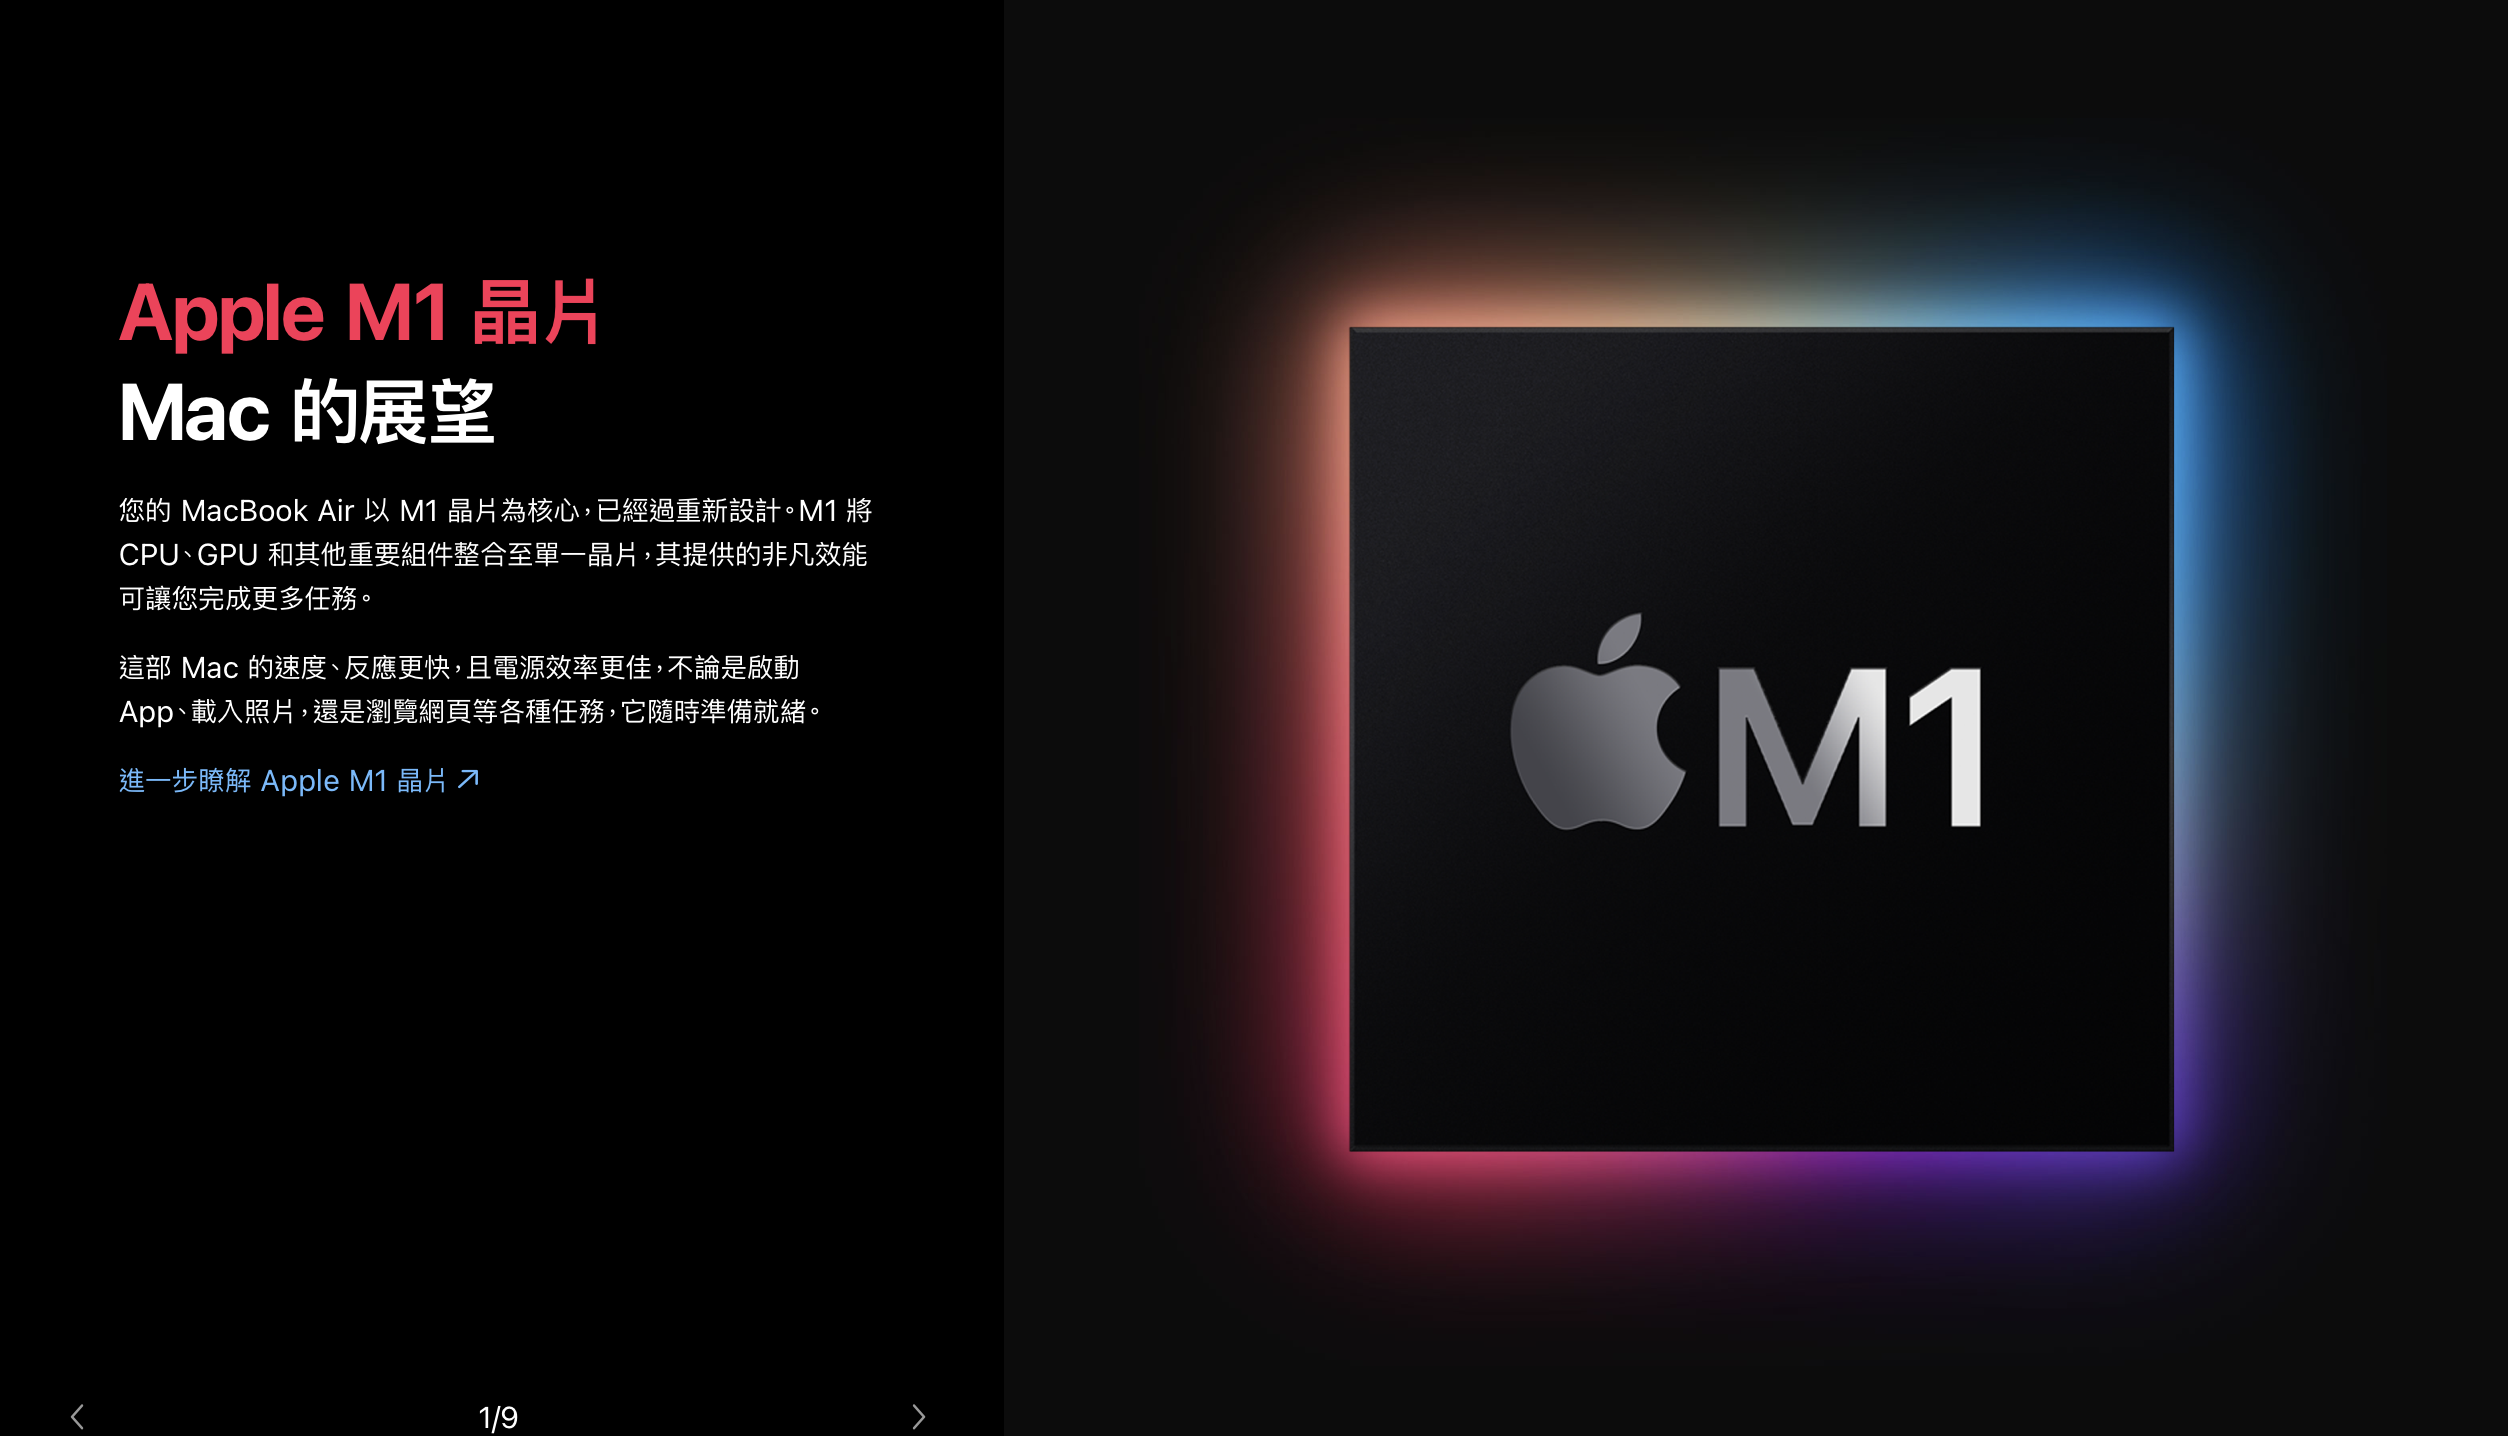 Apple M1 晶片
Mac 的展望
您的 MacBook Air 以 M1 晶片為核心，已經過重新設計。M1 將
CPU、GPU 和其他重要組件整合至單一晶片，其提供的非凡效能
可讓您完成更多任務。
這部 Mac 的速度、反應更快，且電源效率更佳，不論是啟動
App、載入照片，還是瀏覽網頁等各種任務，它隨時準備就緒。
進一步瞭解 Apple M1 晶片
1/9
M1